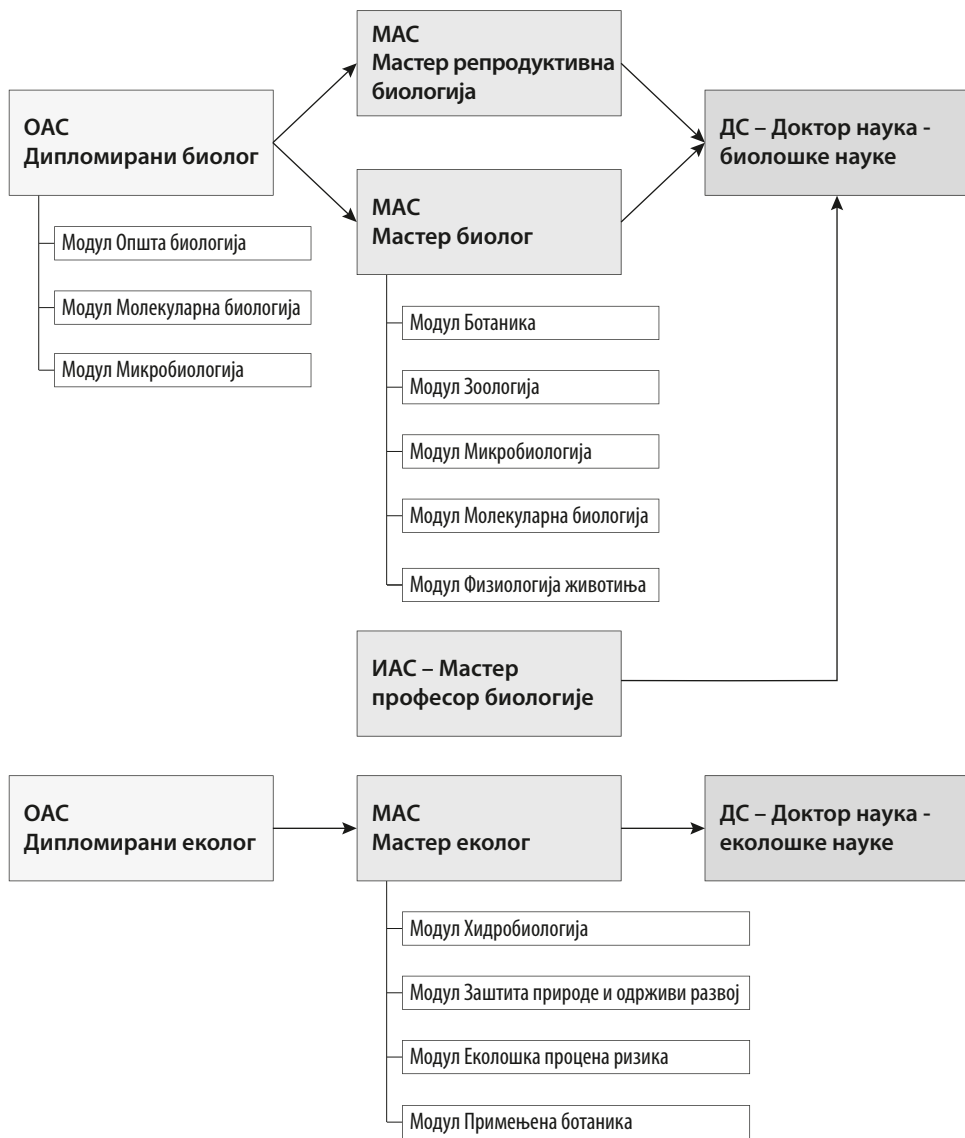 МАС
Мастер репродуктивна
биологија
ОАС
Дипломирани биолог
ДС – Доктор наука -
биолошке науке
МАС
Мастер биолог
Модул Општа биологија
Модул Молекуларна биологија
Модул Микробиологија
Модул Ботаника
Модул Зоологија
Модул Микробиологија
Модул Молекуларна биологија
Модул Физиологија животиња
ИАС – Мастер
професор биологије
ОАС
Дипломирани еколог
МАС
Мастер еколог
ДС – Доктор наука -
еколошке науке
Модул Хидробиологија
Модул Заштита природе и одрживи развој
Модул Еколошка процена ризика
Модул Примењена ботаника